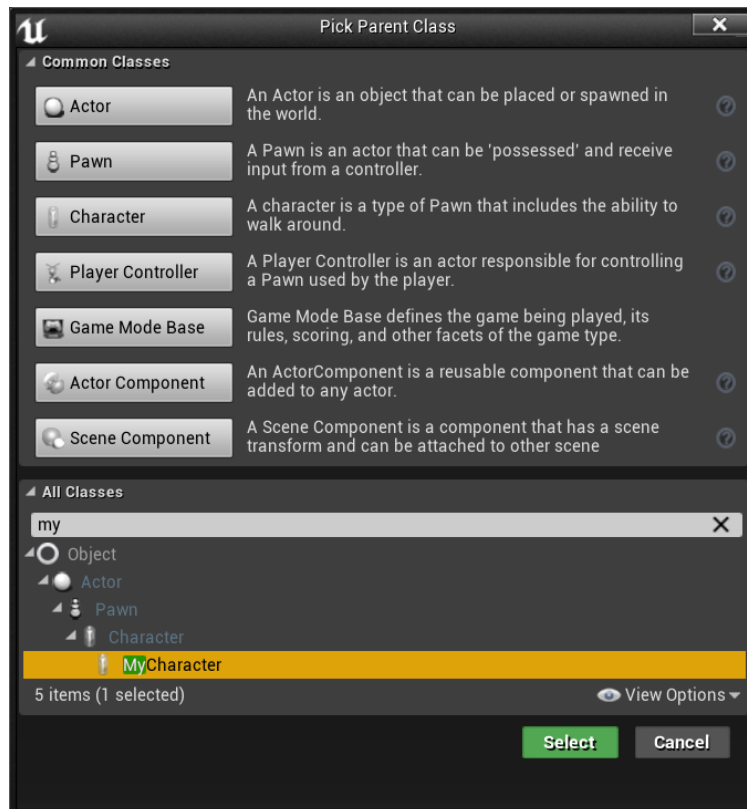 Pick Parent Class
Common Classes
Actor
An Actor is an object that can be placed or spawned in
the world.
Pawn
A Pawn is an actor that can be 'possessed' and receive
input from a controller.
Character
A character is a type of Pawn that includes the ability to
walk around.
Player Controller
A Player Controller is an actor responsible for controlling
a Pawn used by the player.
Game Mode Base
Game Mode Base defines the game being played, its
rules, scoring, and other facets of the game type.
Actor Component
An ActorComponent is a reusable component that can be
added to any actor.
Scene Component
A Scene Component is a component that has a scene
transform and can be attached to other scene
All Classes
my
Object
Actor
Pawn
Character
MyCharacter
5 items (1 selected)
View Options
Select
Cancel